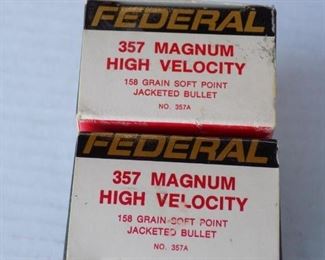 FEDERAL
357 MAGNUM
HIGH VELOCITY
158 GRAIN SOFT POINT
JACKETED BULLET
NO. 357A
FEDERAL
357 MAGNUM
HIGH VELOCITY
158 GRAIN SOFT POINT
JACKETED BULLET
NO. 357A